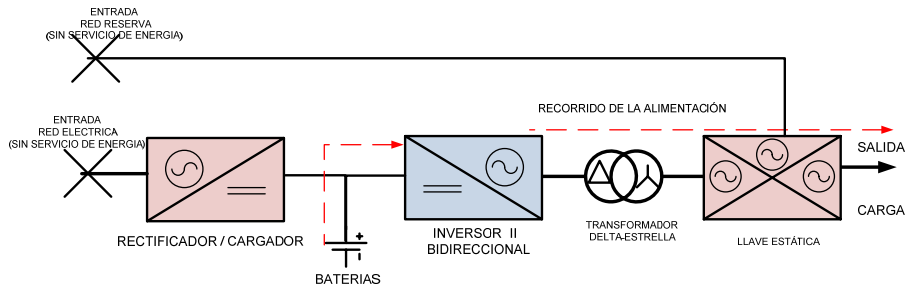 ENTRADA
RED RESERVA
(SIN SERVICIO DE ENERGIA)
ENTRADA
RED ELECTRICA
(SIN SERVICIO DE ENERGIA)
RECORRIDO DE LA ALIMENTACIÓN
SALIDA
CARGA
RECTIFICADOR / CARGADOR
+
BATERIAS
INVERSOR II
BIDIRECCIONAL
TRANSFORMADOR
DELTA-ESTRELLA
LLAVE ESTÁTICA